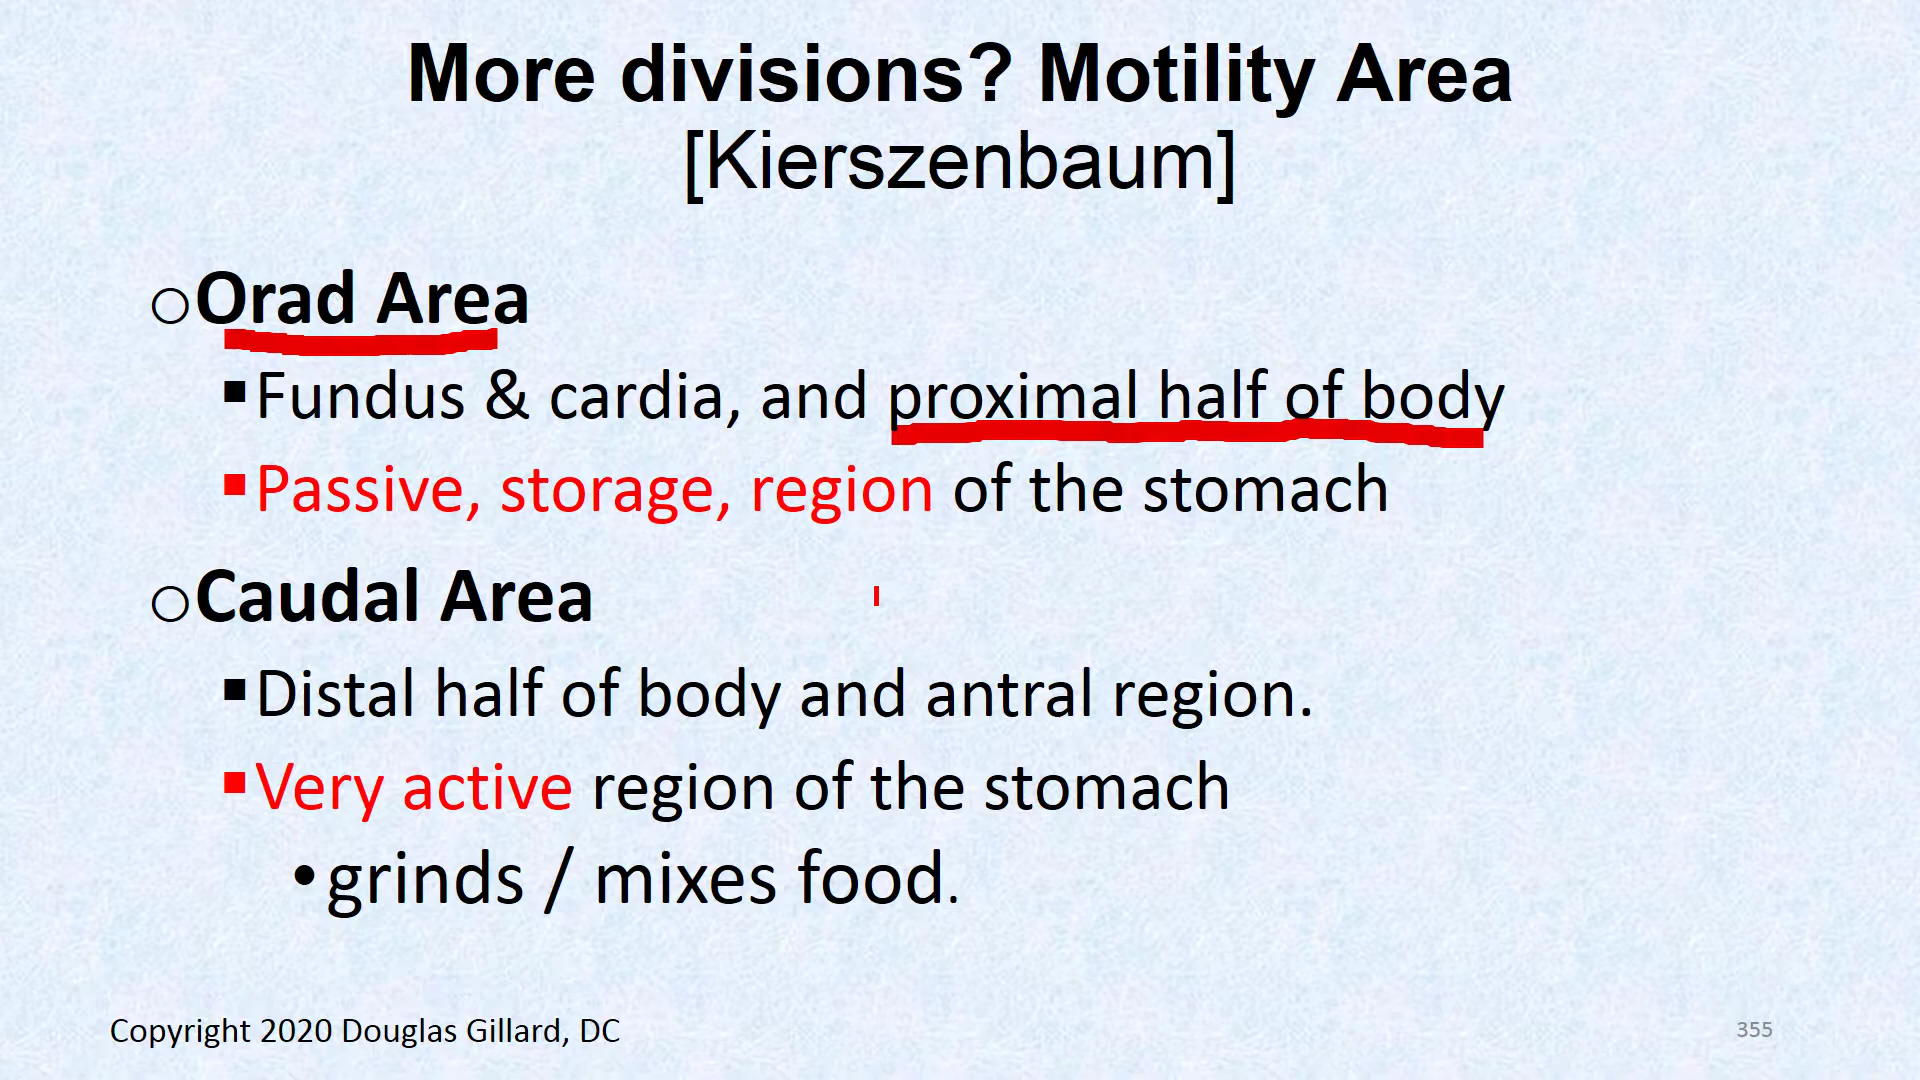 More divisions? Motility Area
[Kierszenbaum]
Orad Area
Fundus & cardia, and proximal half of body
Passive, storage, region of the stomach
Caudal Area
Distal half of body and antral region.
Very active region of the stomach
grinds / mixes food.
Copyright 2020 Douglas Gillard, DC
355